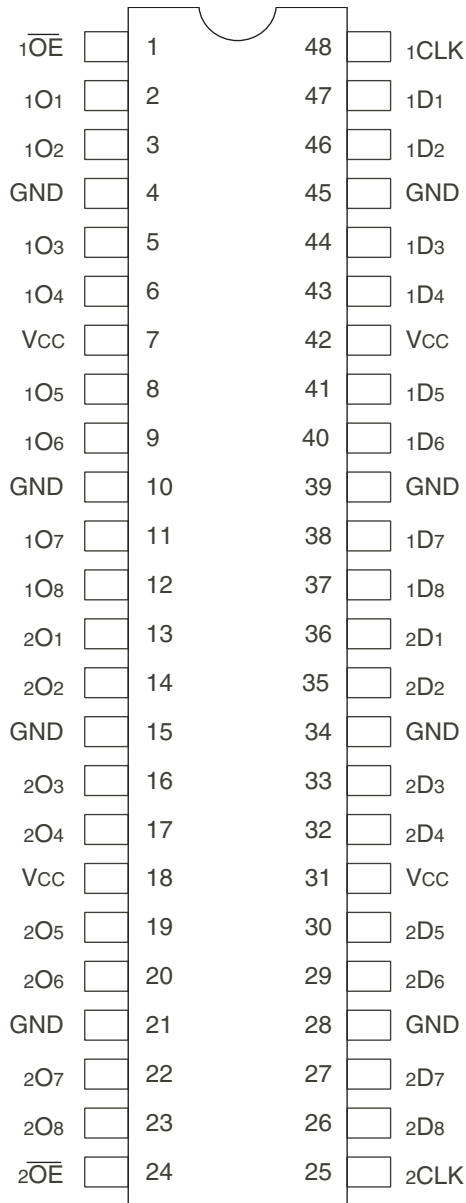 1O̅E̅ 1 48 1CLK
1O1 2 47 1D1
1O2 3 46 1D2
GND 4 45 GND
1O3 5 44 1D3
1O4 6 43 1D4
VCC 7 42 VCC
1O5 8 41 1D5
1O6 9 40 1D6
GND 10 39 GND
1O7 11 38 1D7
1O8 12 37 1D8
2O1 13 36 2D1
2O2 14 35 2D2
GND 15 34 GND
2O3 16 33 2D3
2O4 17 32 2D4
VCC 18 31 VCC
2O5 19 30 2D5
2O6 20 29 2D6
GND 21 28 GND
2O7 22 27 2D7
2O8 23 26 2D8
2O̅E̅ 24 25 2CLK